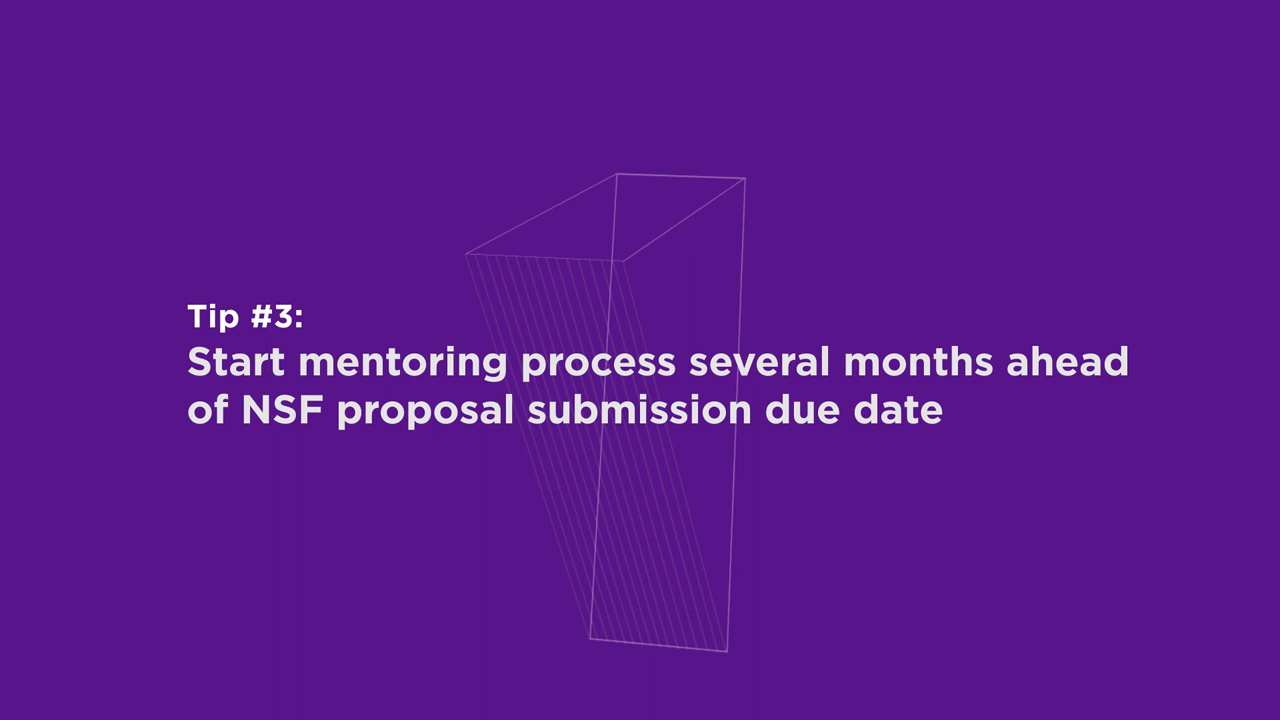 Tip #3:
Start mentoring process several months ahead
of NSF proposal submission due date